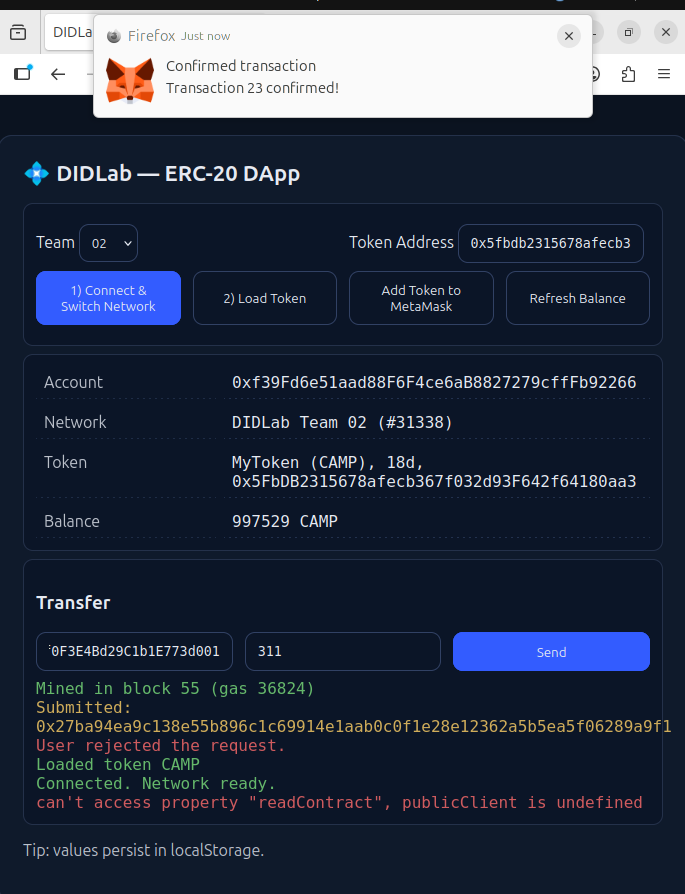 DIDLa
Firefox Just now
Confirmed transaction
Transaction 23 confirmed!
DIDLab — ERC-20 DApp
Team 02 Token Address 0x5fbdb2315678afecb3
1) Connect &
Switch Network
2) Load Token
Add Token to
MetaMask
Refresh Balance
Account 0xf39Fd6e51aad88F6F4ce6aB8827279cffFb92266
Network DIDLab Team 02 (#31338)
Token MyToken (CAMP), 18d,
0x5FbDB2315678afecb367f032d93F642f64180aa3
Balance 997529 CAMP
Transfer
0F3E4Bd29C1b1E773d001 311 Send
Mined in block 55 (gas 36824)
Submitted:
0x27ba94ea9c138e55b896c1c69914e1aab0c0f1e28e12362a5b5ea5f06289a9f1
User rejected the request.
Loaded token CAMP
Connected. Network ready.
can't access property "readContract", publicClient is undefined
Tip: values persist in localStorage.